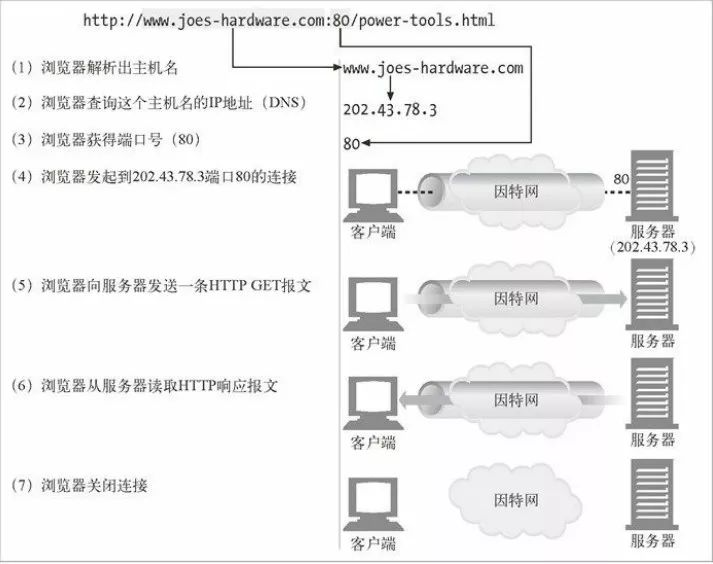 http://www.joes-hardware.com:80/power-tools.html
(1) 浏览器解析出主机名
www.joes-hardware.com
(2) 浏览器查询这个主机名的IP地址（DNS）
202.43.78.3
(3) 浏览器获得端口号（80）
80
(4) 浏览器发起到202.43.78.3端口80的连接
因特网
80
客户端
服务器
(202.43.78.3)
(5) 浏览器向服务器发送一条HTTP GET报文
因特网
客户端
服务器
(6) 浏览器从服务器读取HTTP响应报文
因特网
客户端
服务器
(7) 浏览器关闭连接
因特网
客户端
服务器